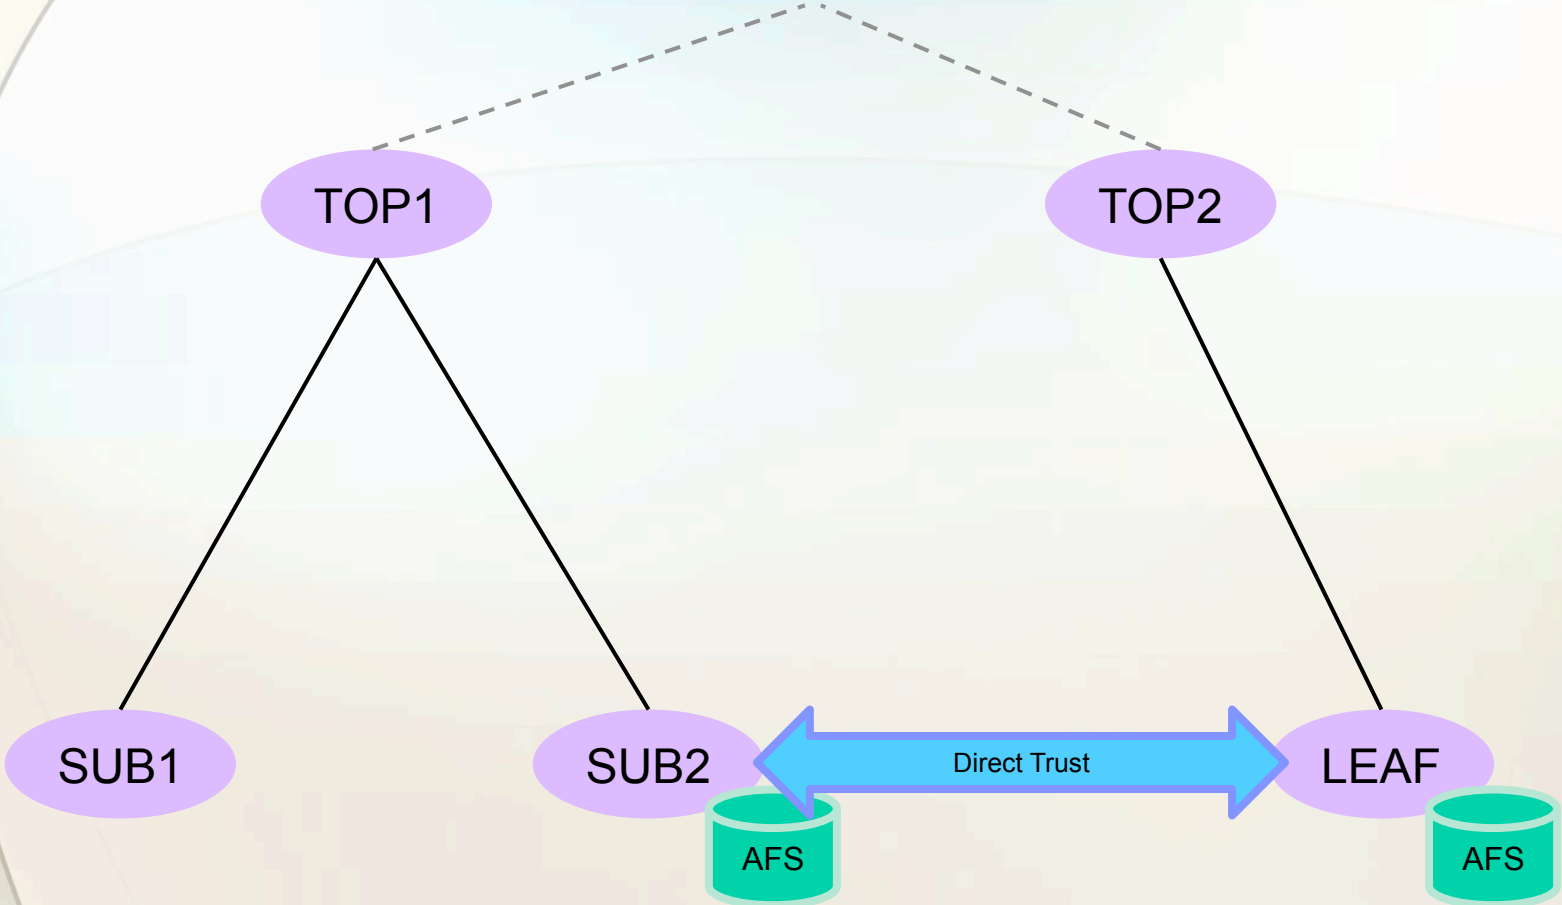 TOP1
TOP2
SUB1
SUB2
Direct Trust
LEAF
AFS
AFS